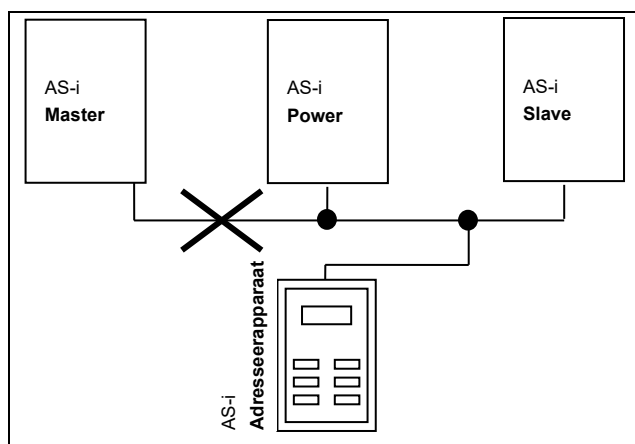 AS-i
Master
AS-i
Power
AS-i
Slave
AS-i
Adresseerapparaat